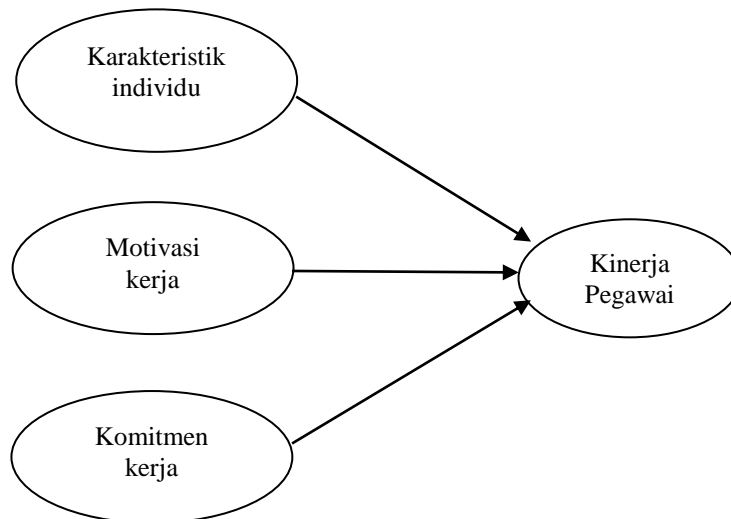 Karakteristik
individu
Motivasi
kerja
Kinerja
Pegawai
Komitmen
kerja